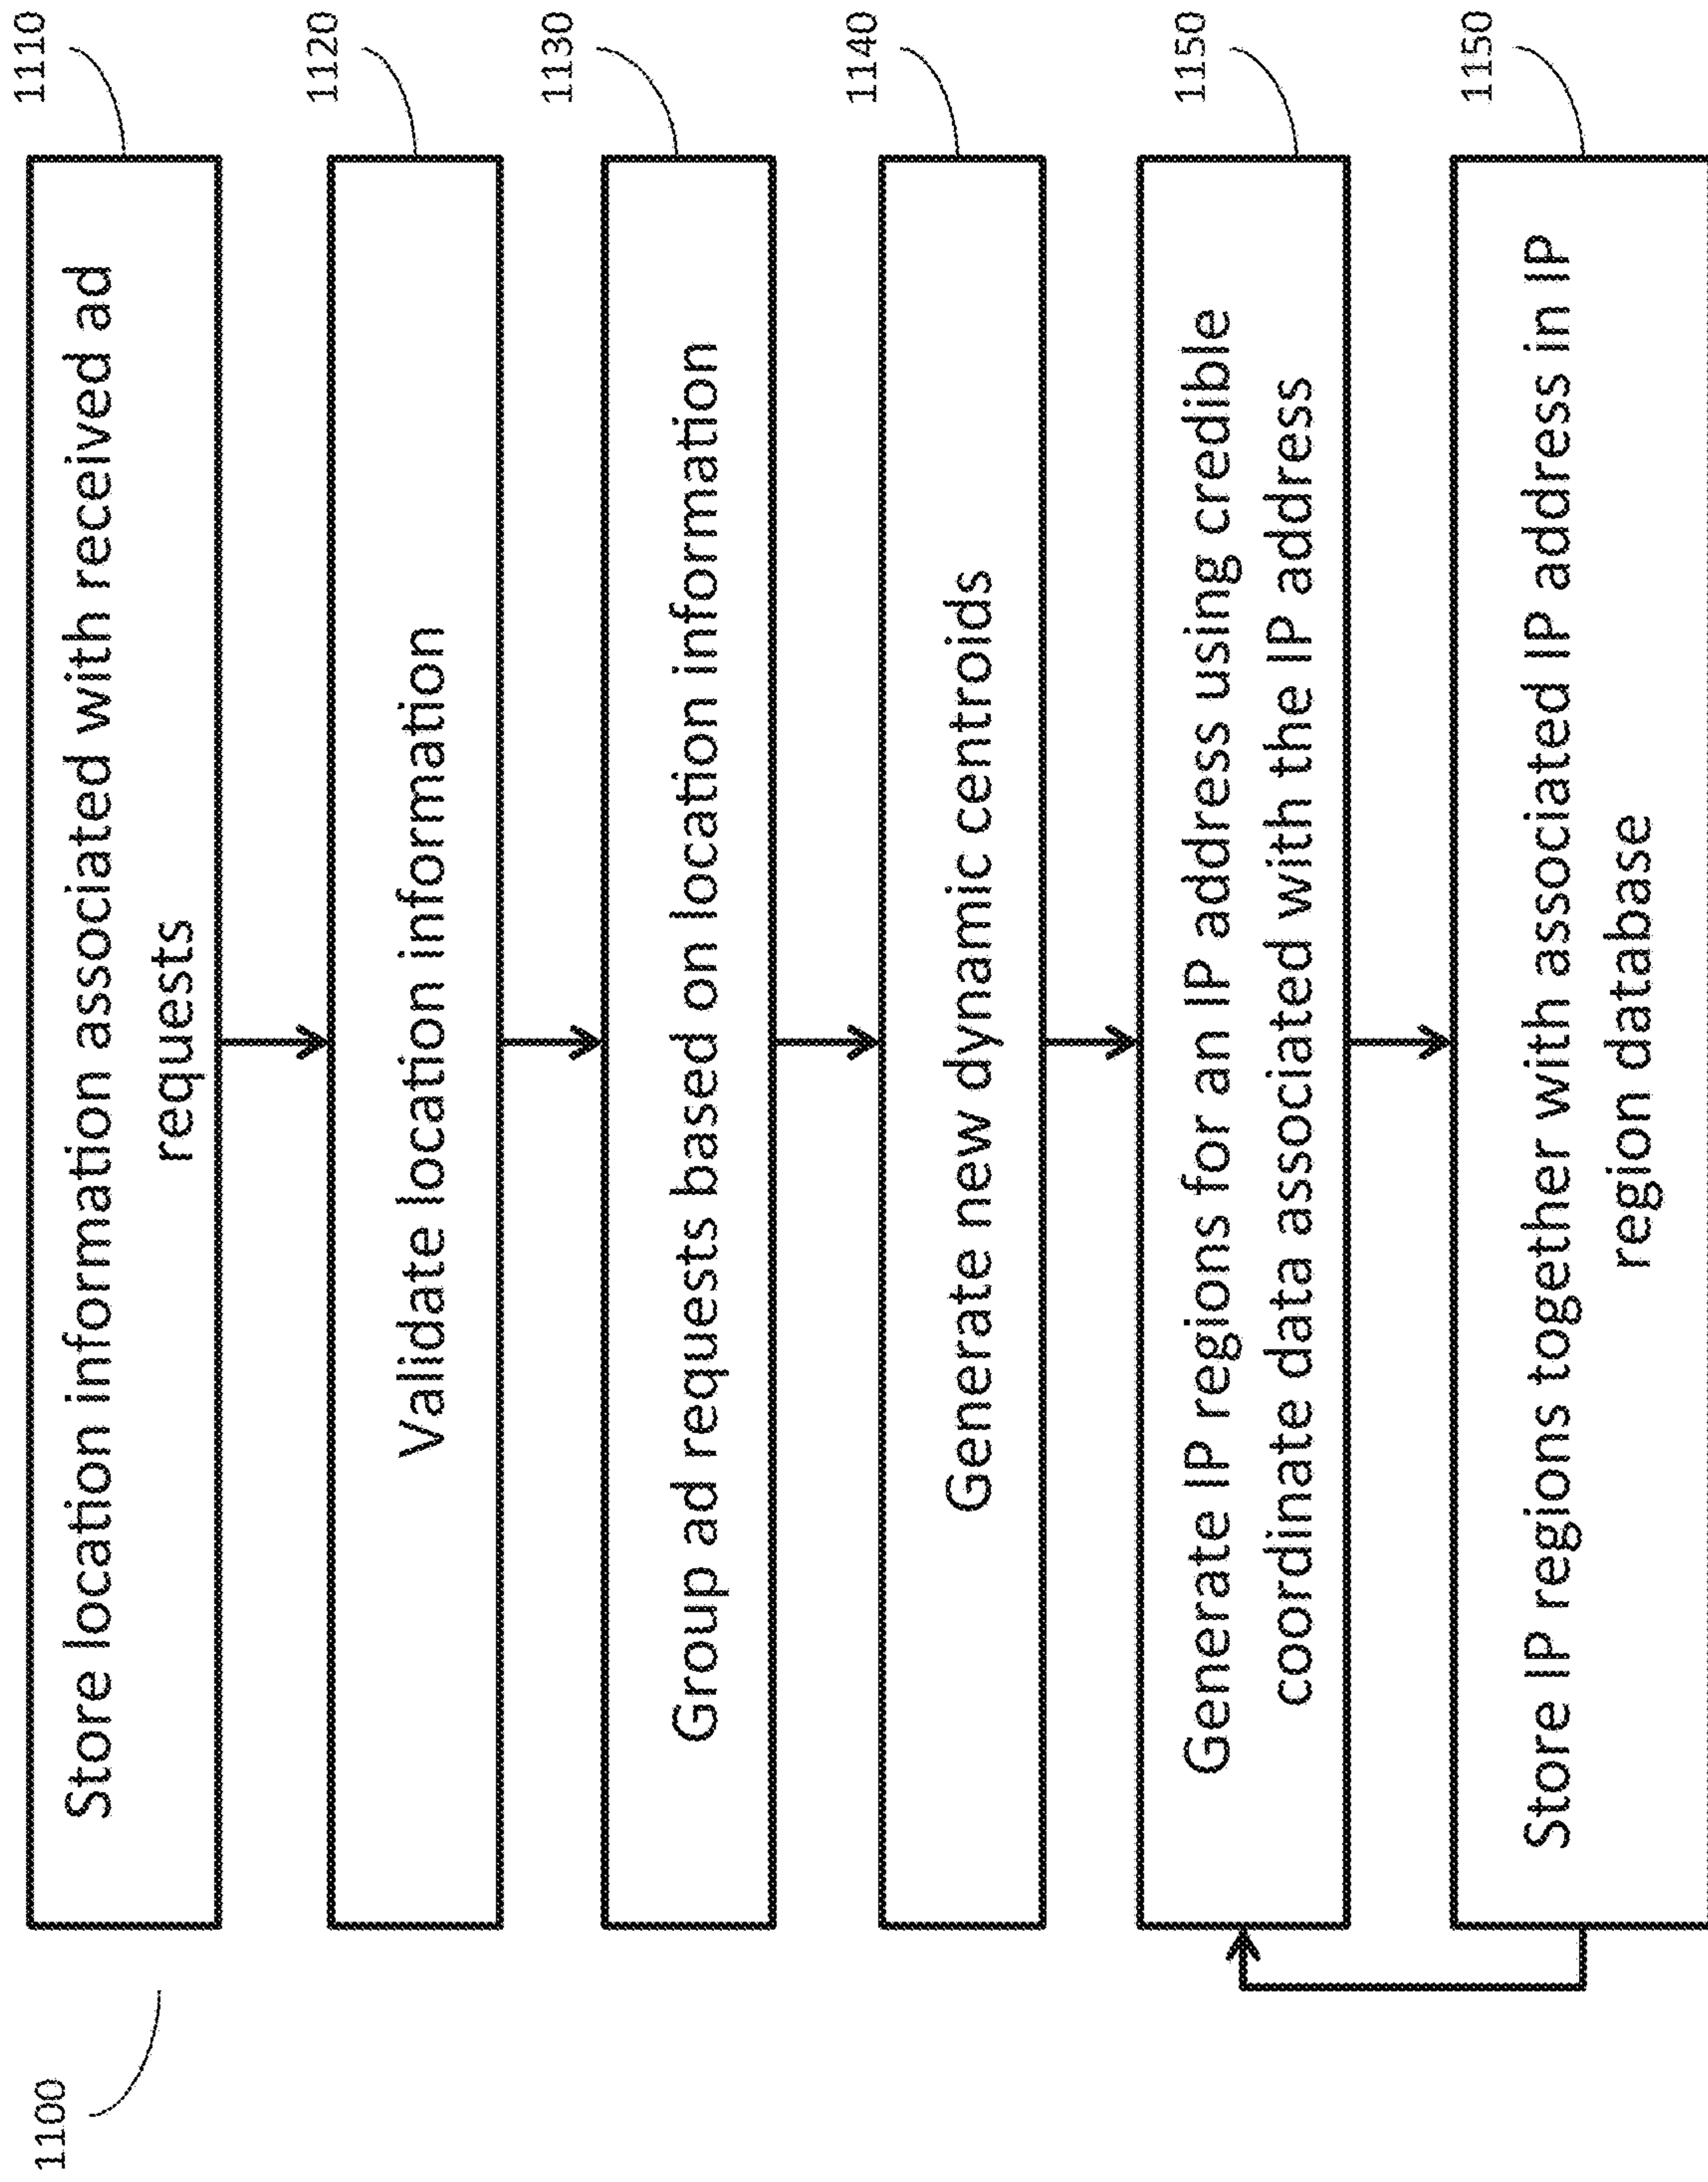 1100
Store location information associated with received ad
requests
1110
Validate location information
1120
Group ad requests based on location information
1130
Generate new dynamic centroids
1140
Generate IP regions for an IP address using credible
coordinate data associated with the IP address
1150
Store IP regions together with associated IP address in IP
region database
1150